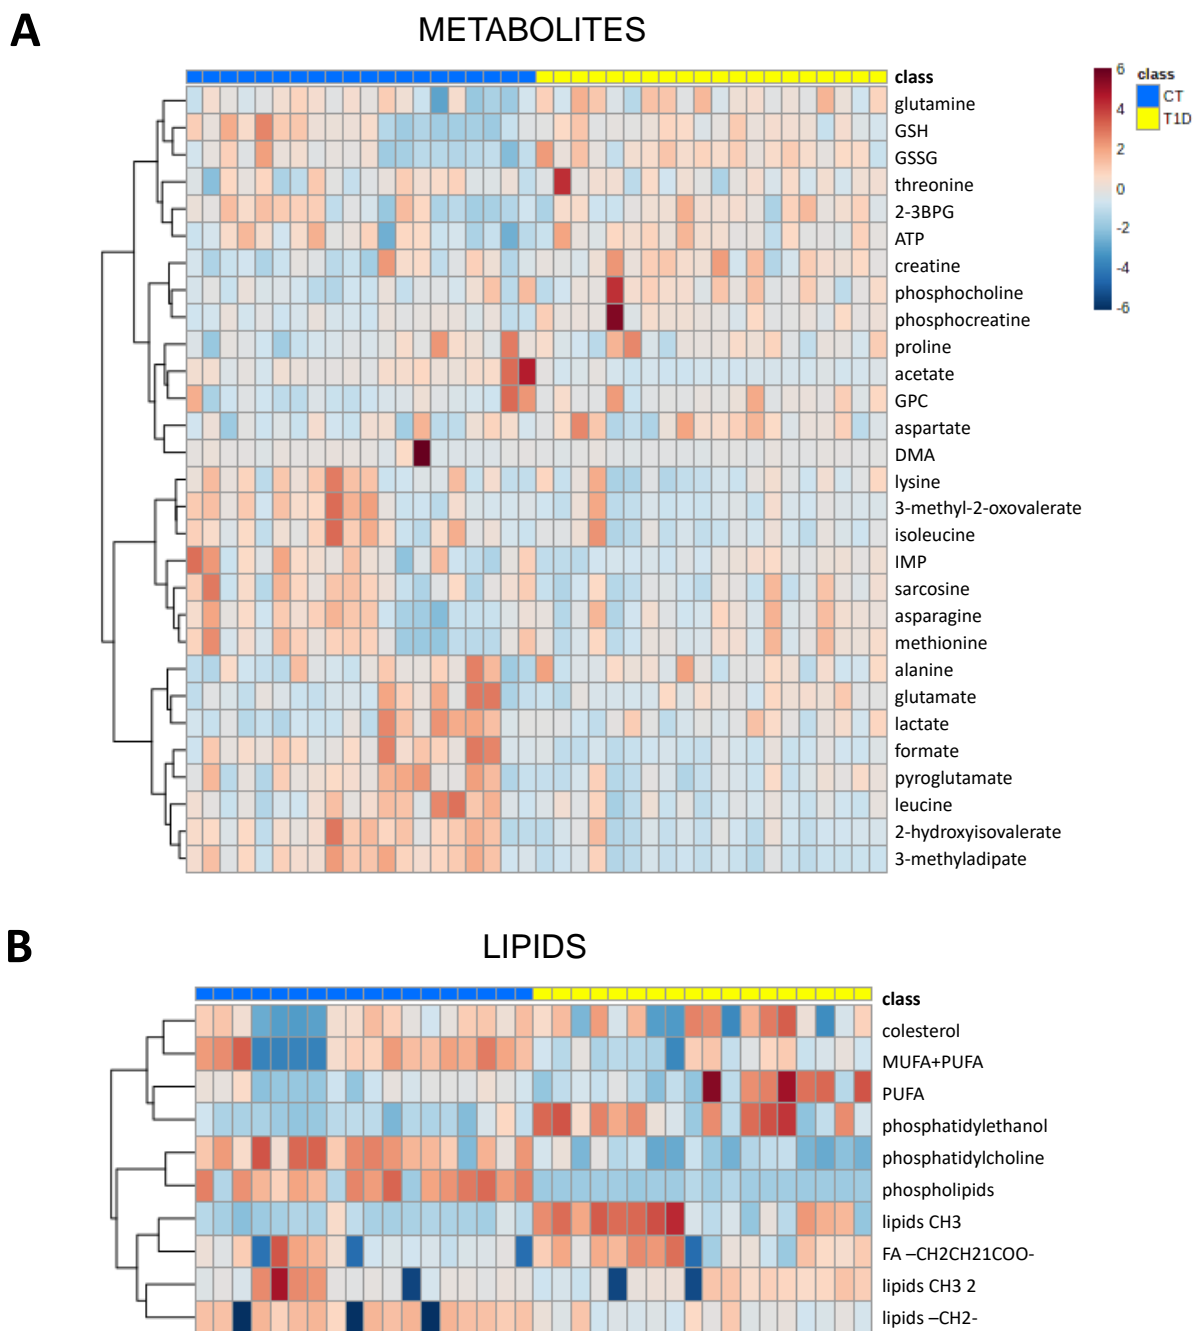 A
METABOLITES
class
glutamine
GSH
GSSG
threonine
2-3BPG
ATP
creatine
phosphocholine
phosphocreatine
proline
acetate
GPC
aspartate
DMA
lysine
3-methyl-2-oxovalerate
isoleucine
IMP
sarcosine
asparagine
methionine
alanine
glutamate
lactate
formate
pyroglutamate
leucine
2-hydroxyisovalerate
3-methyladipate
6
4
2
0
-2
-4
-6
class
CT
T1D
B
LIPIDS
class
colesterol
MUFA+PUFA
PUFA
phosphatidylethanol
phosphatidylcholine
phospholipids
lipids CH3
FA –CH2CH21COO-
lipids CH3 2
lipids –CH2-